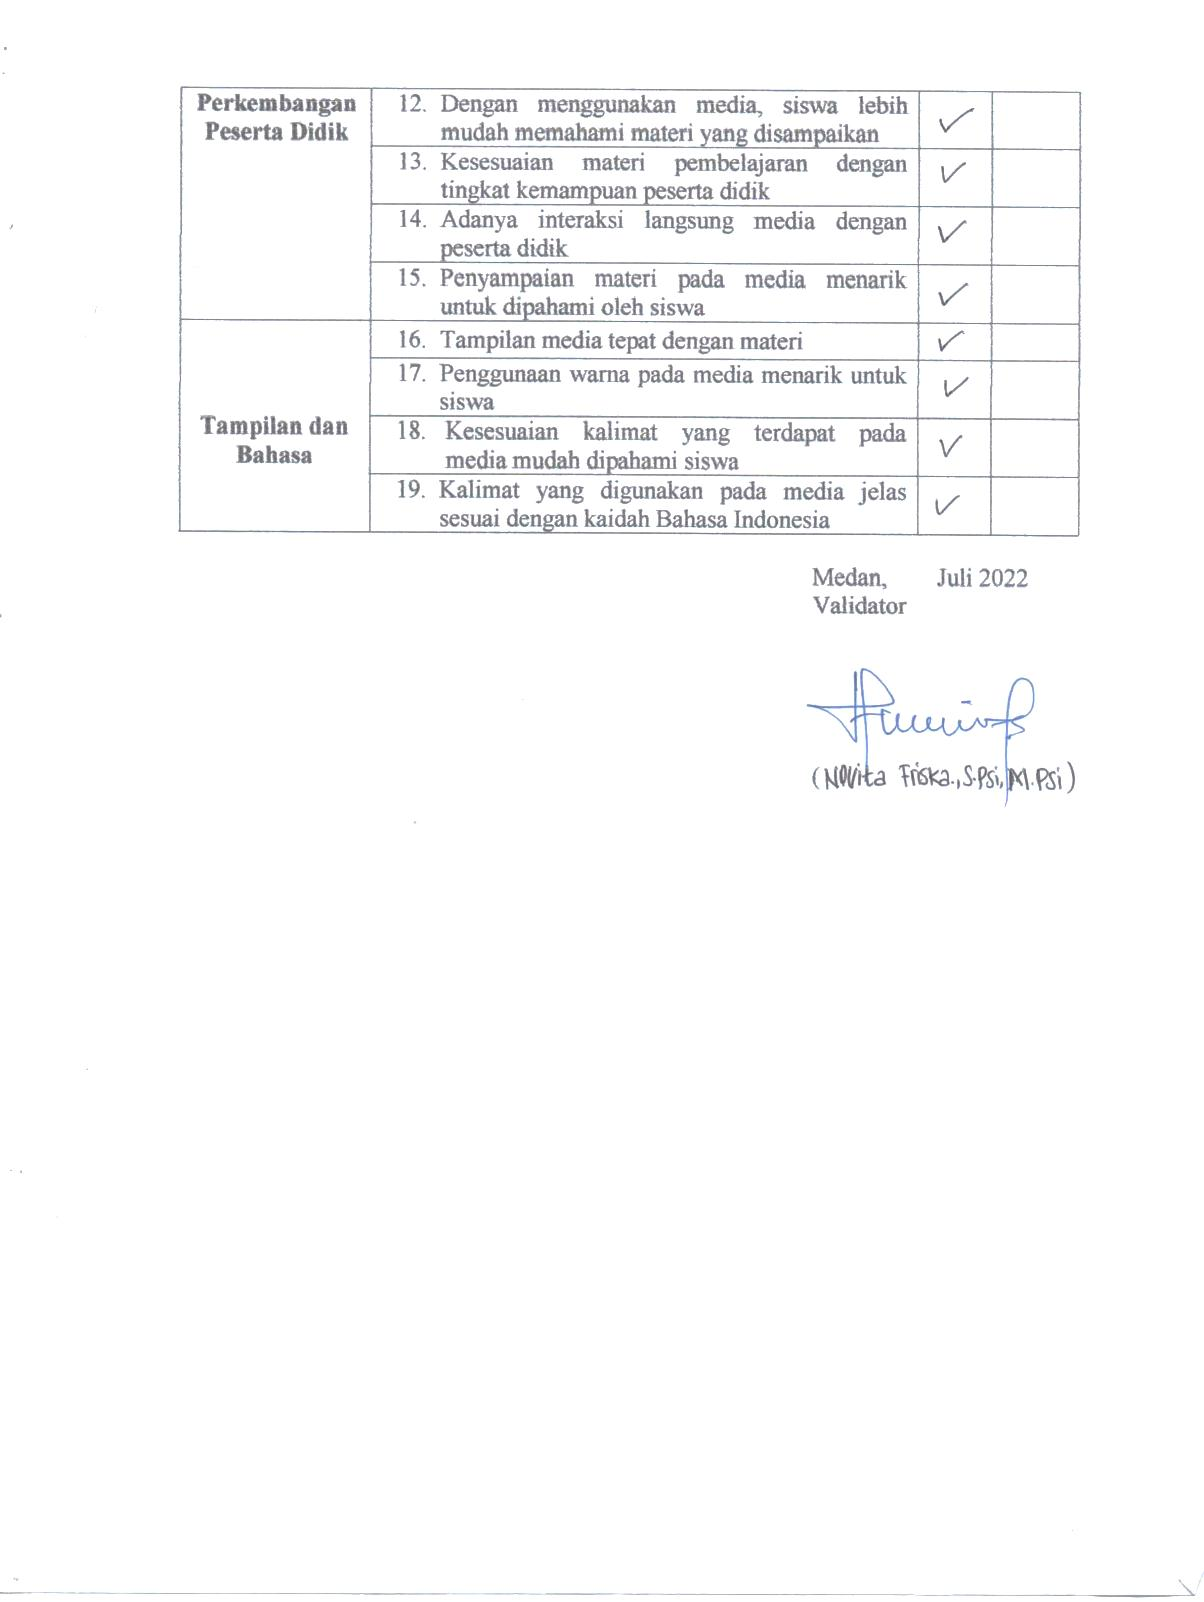 Perkembangan
Peserta Didik
12. Dengan menggunakan media, siswa lebih
mudah memahami materi yang disampaikan
✓
13. Kesesuaian materi pembelajaran dengan
tingkat kemampuan peserta didik
✓
14. Adanya interaksi langsung media dengan
peserta didik
✓
15. Penyampaian materi pada media menarik
untuk dipahami oleh siswa
✓
Tampilan dan
Bahasa
16. Tampilan media tepat dengan materi
✓
17. Penggunaan warna pada media menarik untuk
siswa
✓
18. Kesesuaian kalimat yang terdapat pada
media mudah dipahami siswa
✓
19. Kalimat yang digunakan pada media jelas
sesuai dengan kaidah Bahasa Indonesia
✓
Medan, Juli 2022
Validator
(Novita Friska.,S.Psi,M.Psi)